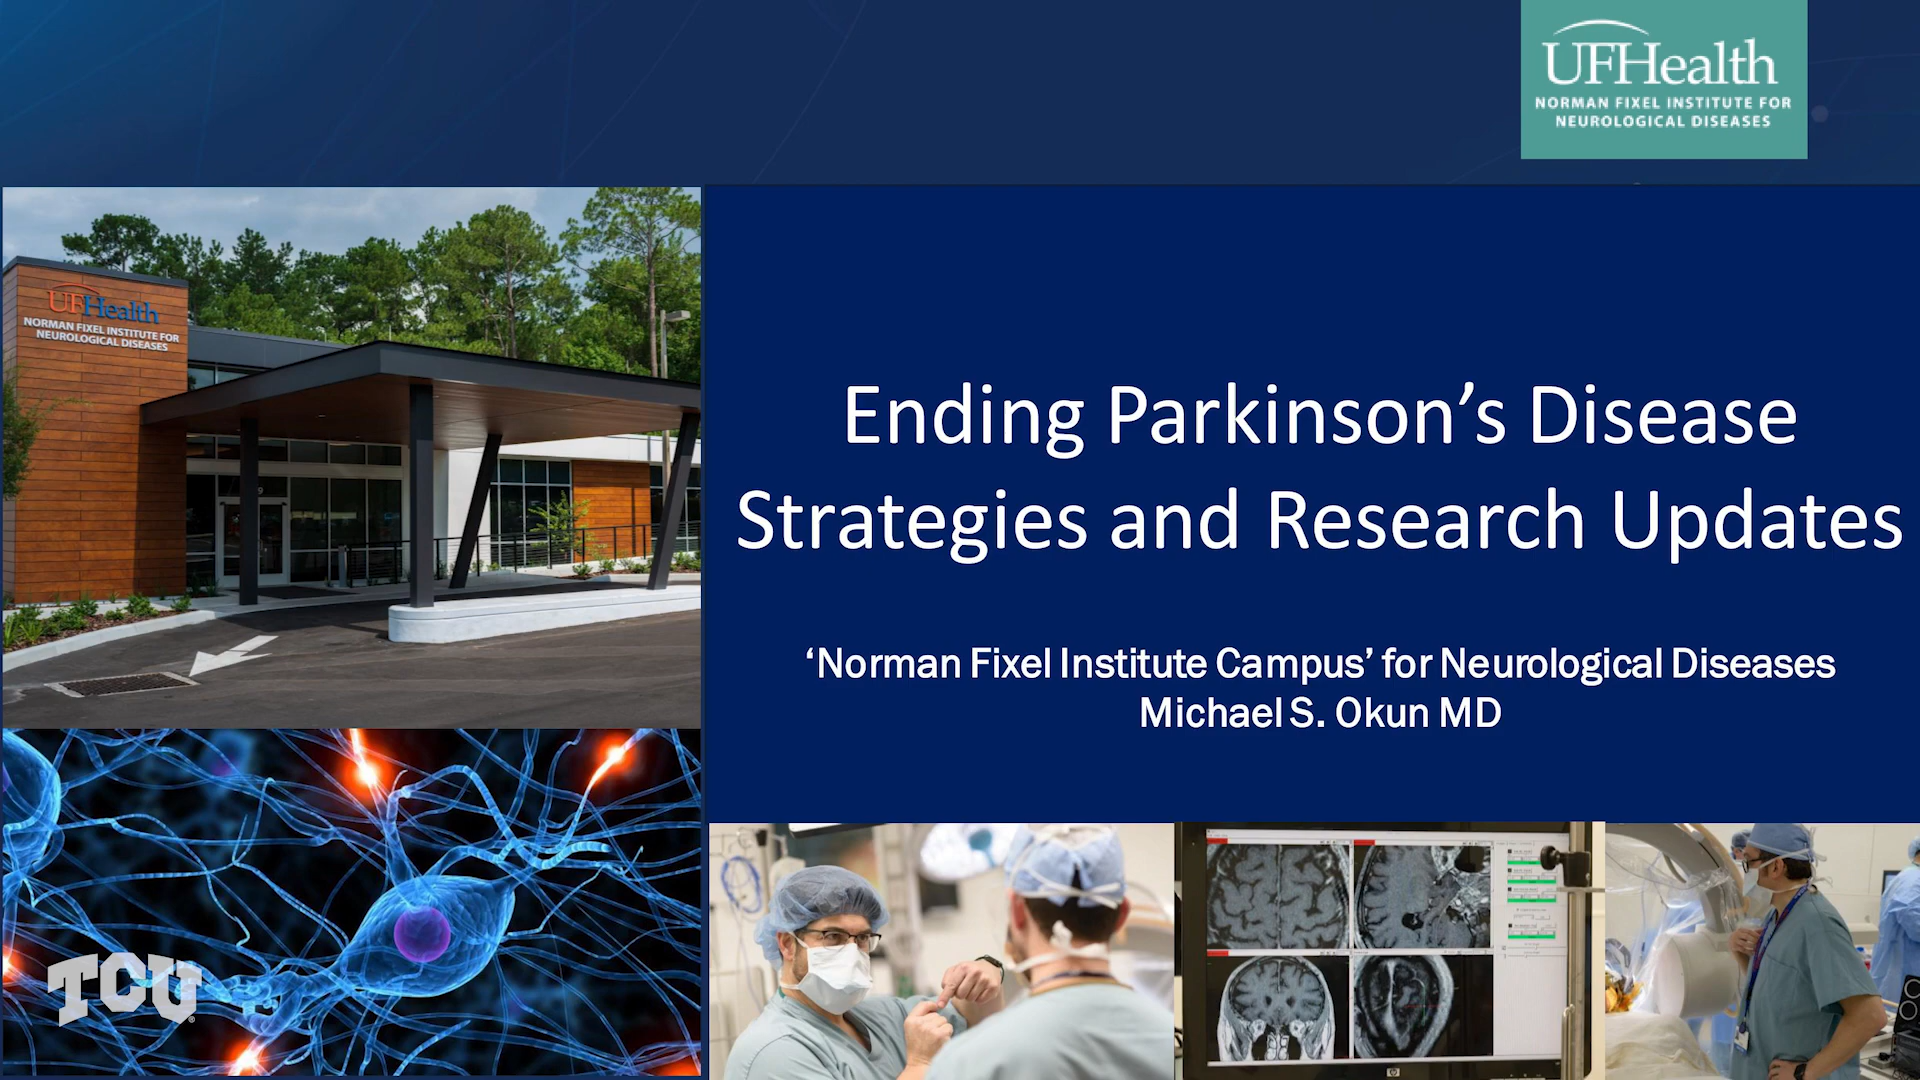 UFHealth
NORMAN FIXEL INSTITUTE FOR
NEUROLOGICAL DISEASES
UFHealth
NORMAN FIXEL INSTITUTE FOR
NEUROLOGICAL DISEASES
Ending Parkinson’s Disease
Strategies and Research Updates
‘Norman Fixel Institute Campus’ for Neurological Diseases
Michael S. Okun MD
TCU
hp